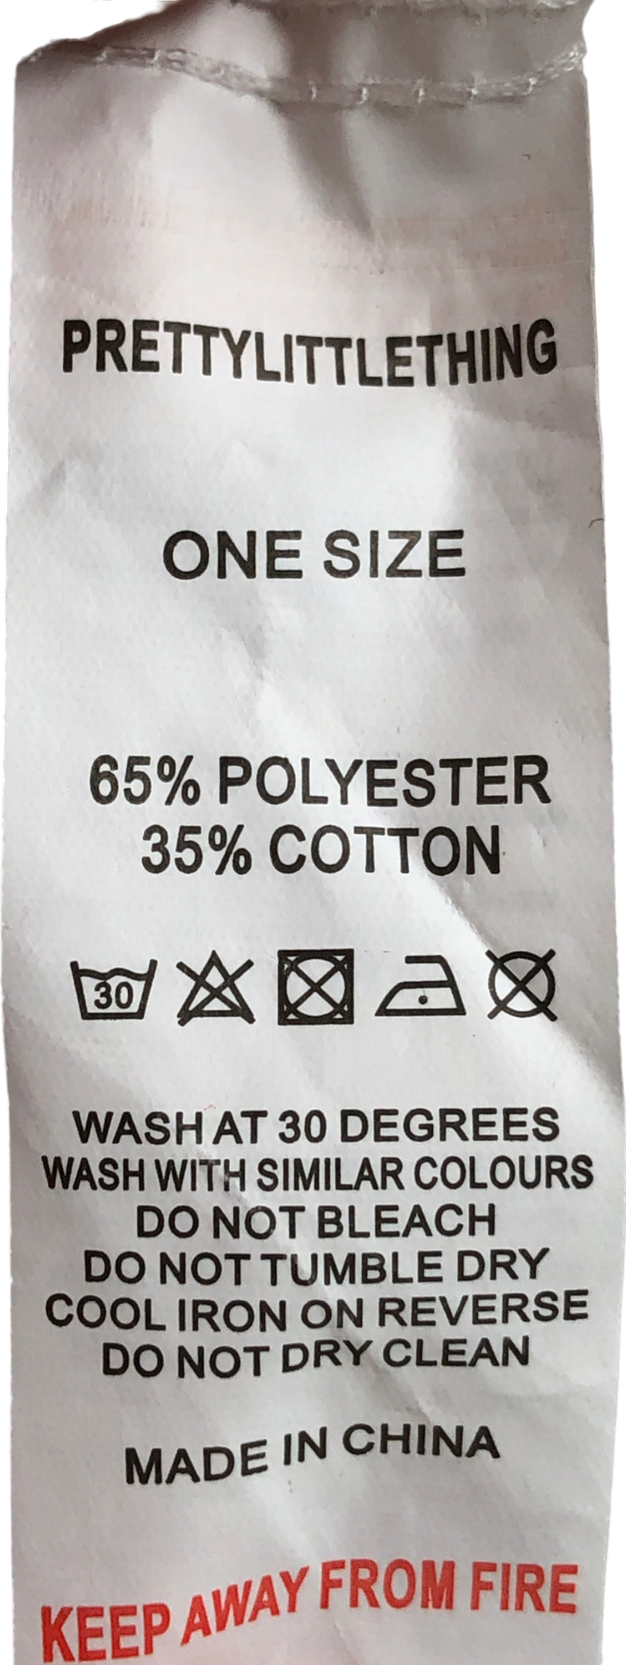 PRETTYLITTLETHING
ONE SIZE
65% POLYESTER
35% COTTON
30
WASH AT 30 DEGREES
WASH WITH SIMILAR COLOURS
DO NOT BLEACH
DO NOT TUMBLE DRY
COOL IRON ON REVERSE
DO NOT DRY CLEAN
MADE IN CHINA
KEEP AWAY FROM FIRE